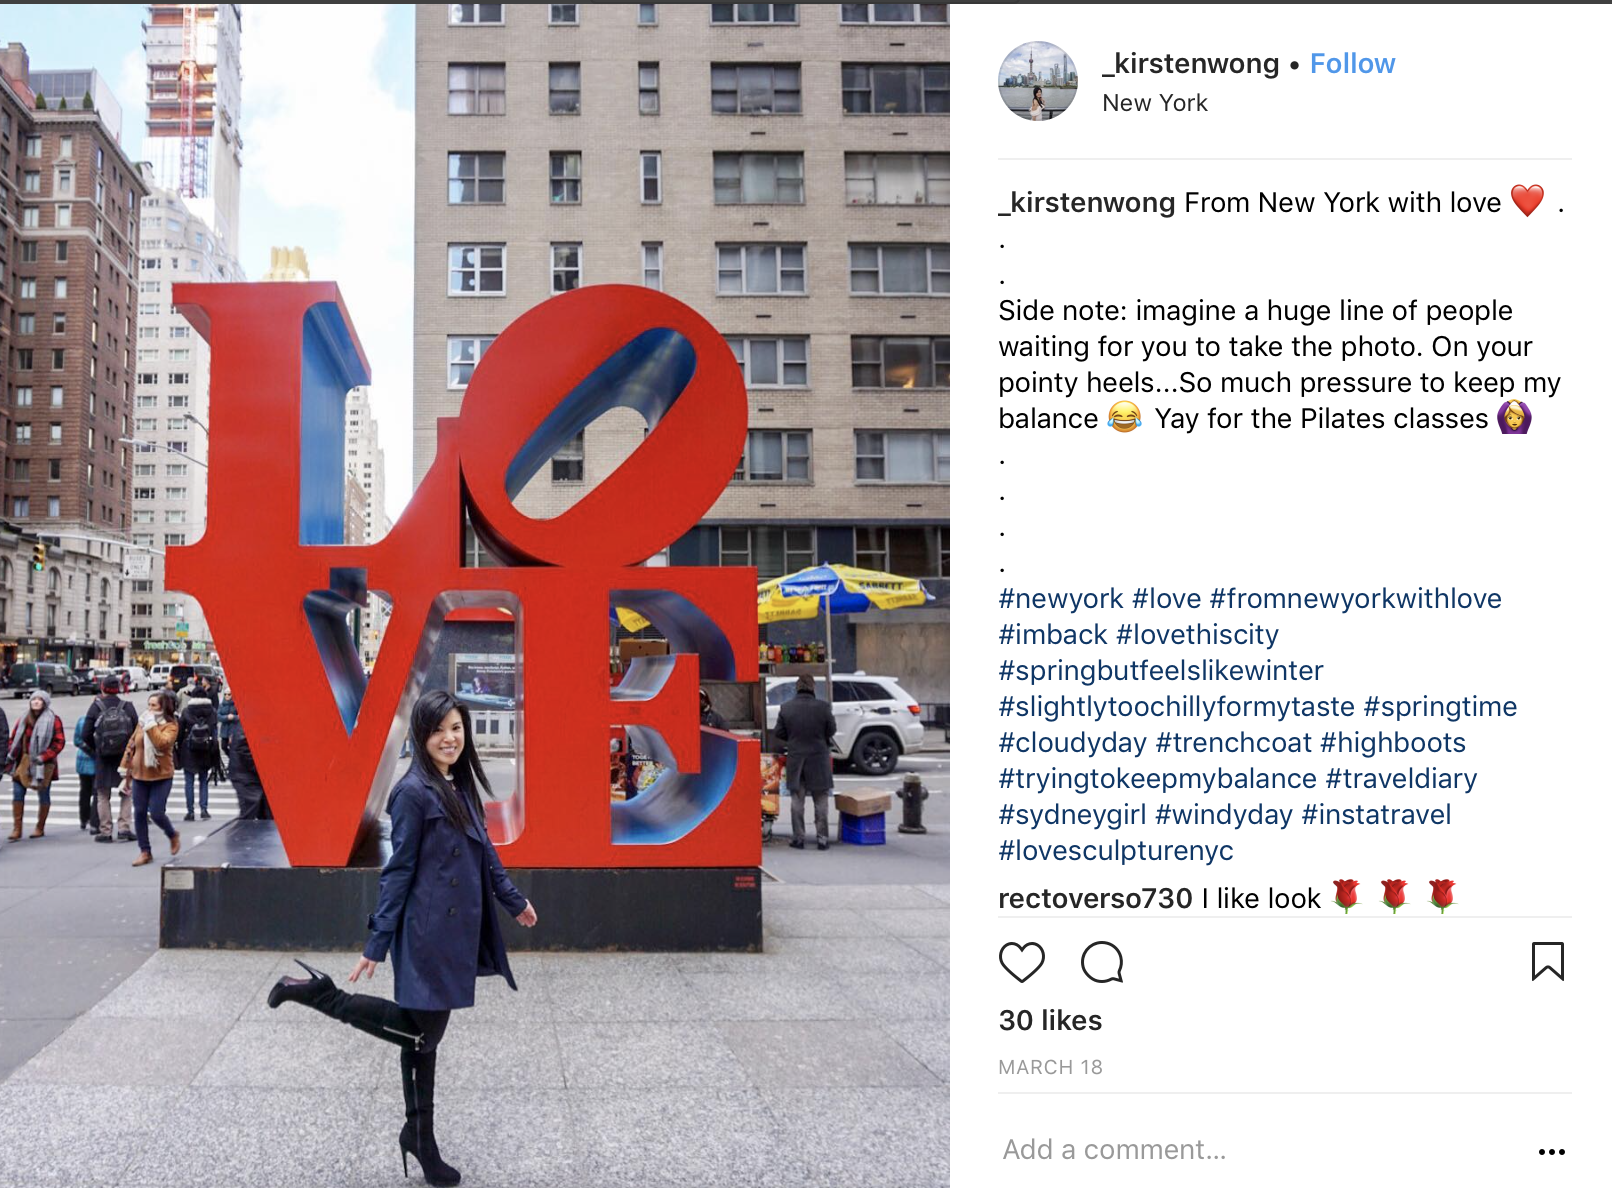 LO
VE
_kirstenwong • Follow
New York
_kirstenwong From New York with love ❤️ .
.
.
Side note: imagine a huge line of people
waiting for you to take the photo. On your
pointy heels...So much pressure to keep my
balance 😂 Yay for the Pilates classes 🙆‍♀️
.
.
.
.
#newyork #love #fromnewyorkwithlove
#imback #lovethiscity
#springbutfeelslikewinter
#slightlytoochillyformytaste #springtime
#cloudyday #trenchcoat #highboots
#tryingtokeepmybalance #traveldiary
#sydneygirl #windyday #instatravel
#lovesculpturenyc
rectoverso730 I like look 🌹 🌹 🌹
30 likes
MARCH 18
Add a comment...